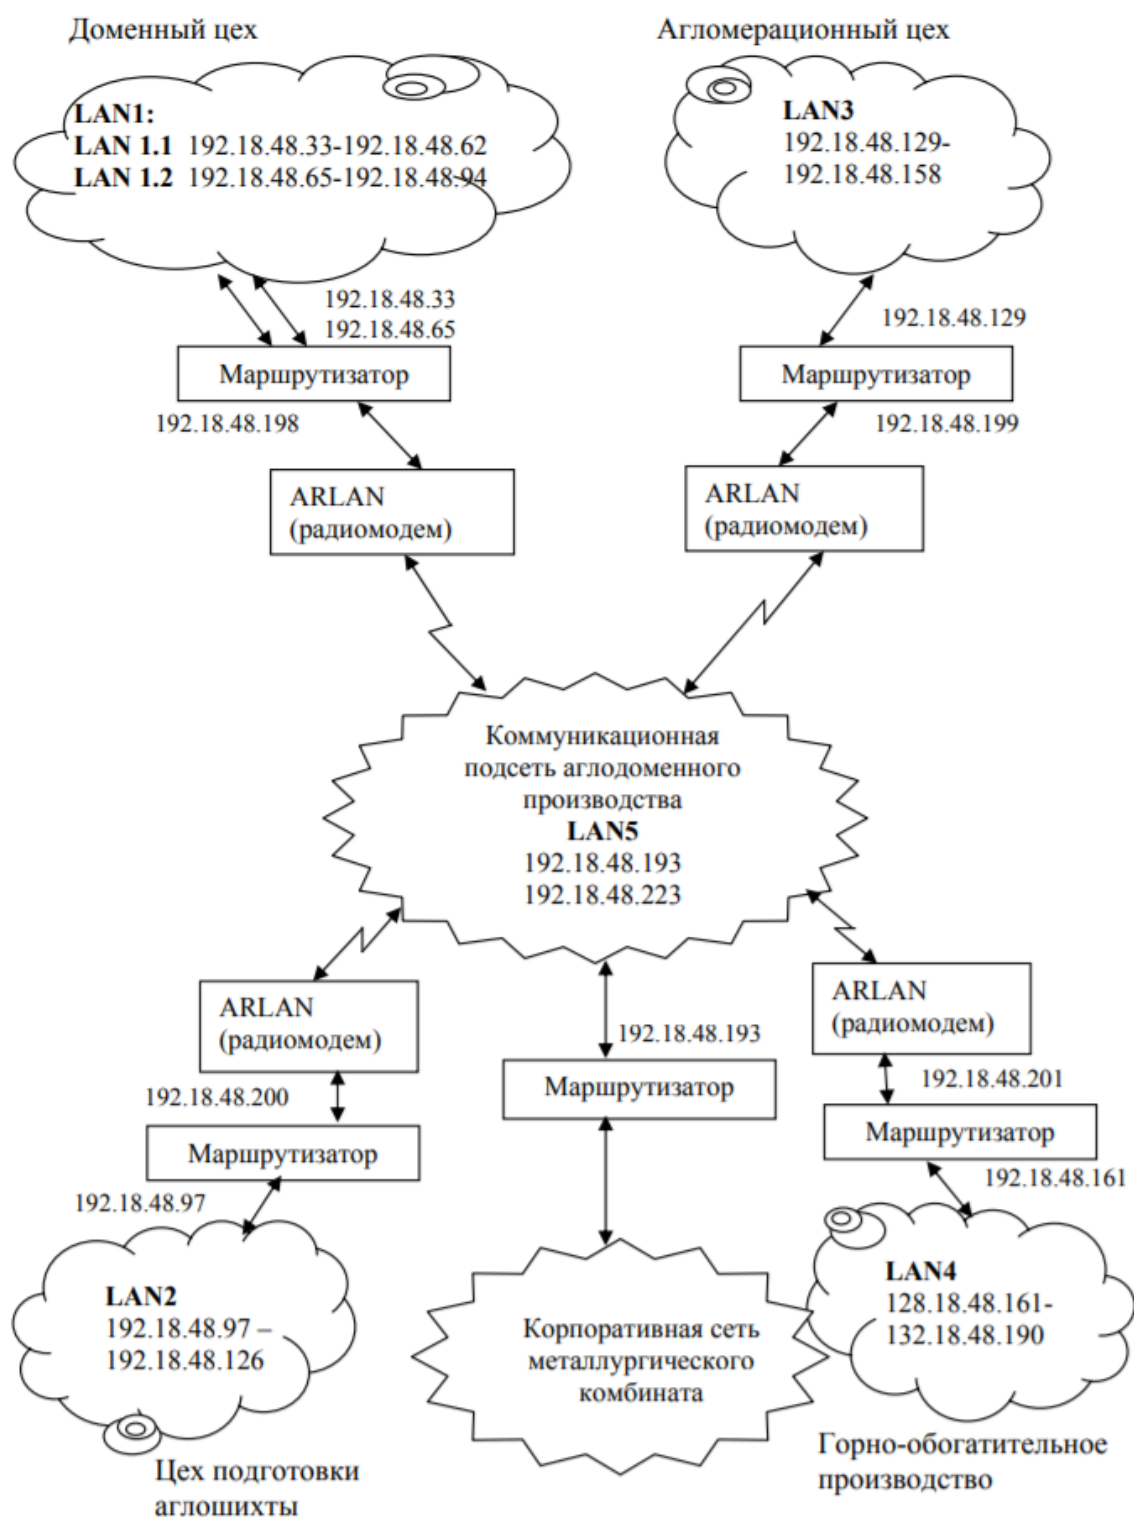 Доменный цех
LAN1:
LAN 1.1 192.18.48.33-192.18.48.62
LAN 1.2 192.18.48.65-192.18.48.94
192.18.48.33
192.18.48.65
Маршрутизатор
192.18.48.198
ARLAN
(радиомодем)
Агломерационный цех
LAN3
192.18.48.129-
192.18.48.158
192.18.48.129
Маршрутизатор
192.18.48.199
ARLAN
(радиомодем)
Коммуникационная
подсеть аглодоменного
производства
LAN5
192.18.48.193
192.18.48.223
ARLAN
(радиомодем)
192.18.48.200
Маршрутизатор
192.18.48.97
LAN2
192.18.48.97 –
192.18.48.126
Цех подготовки
аглошихты
192.18.48.193
Маршрутизатор
Корпоративная сеть
металлургического
комбината
ARLAN
(радиомодем)
192.18.48.201
Маршрутизатор
192.18.48.161
LAN4
128.18.48.161-
132.18.48.190
Горно-обогатительное
производство